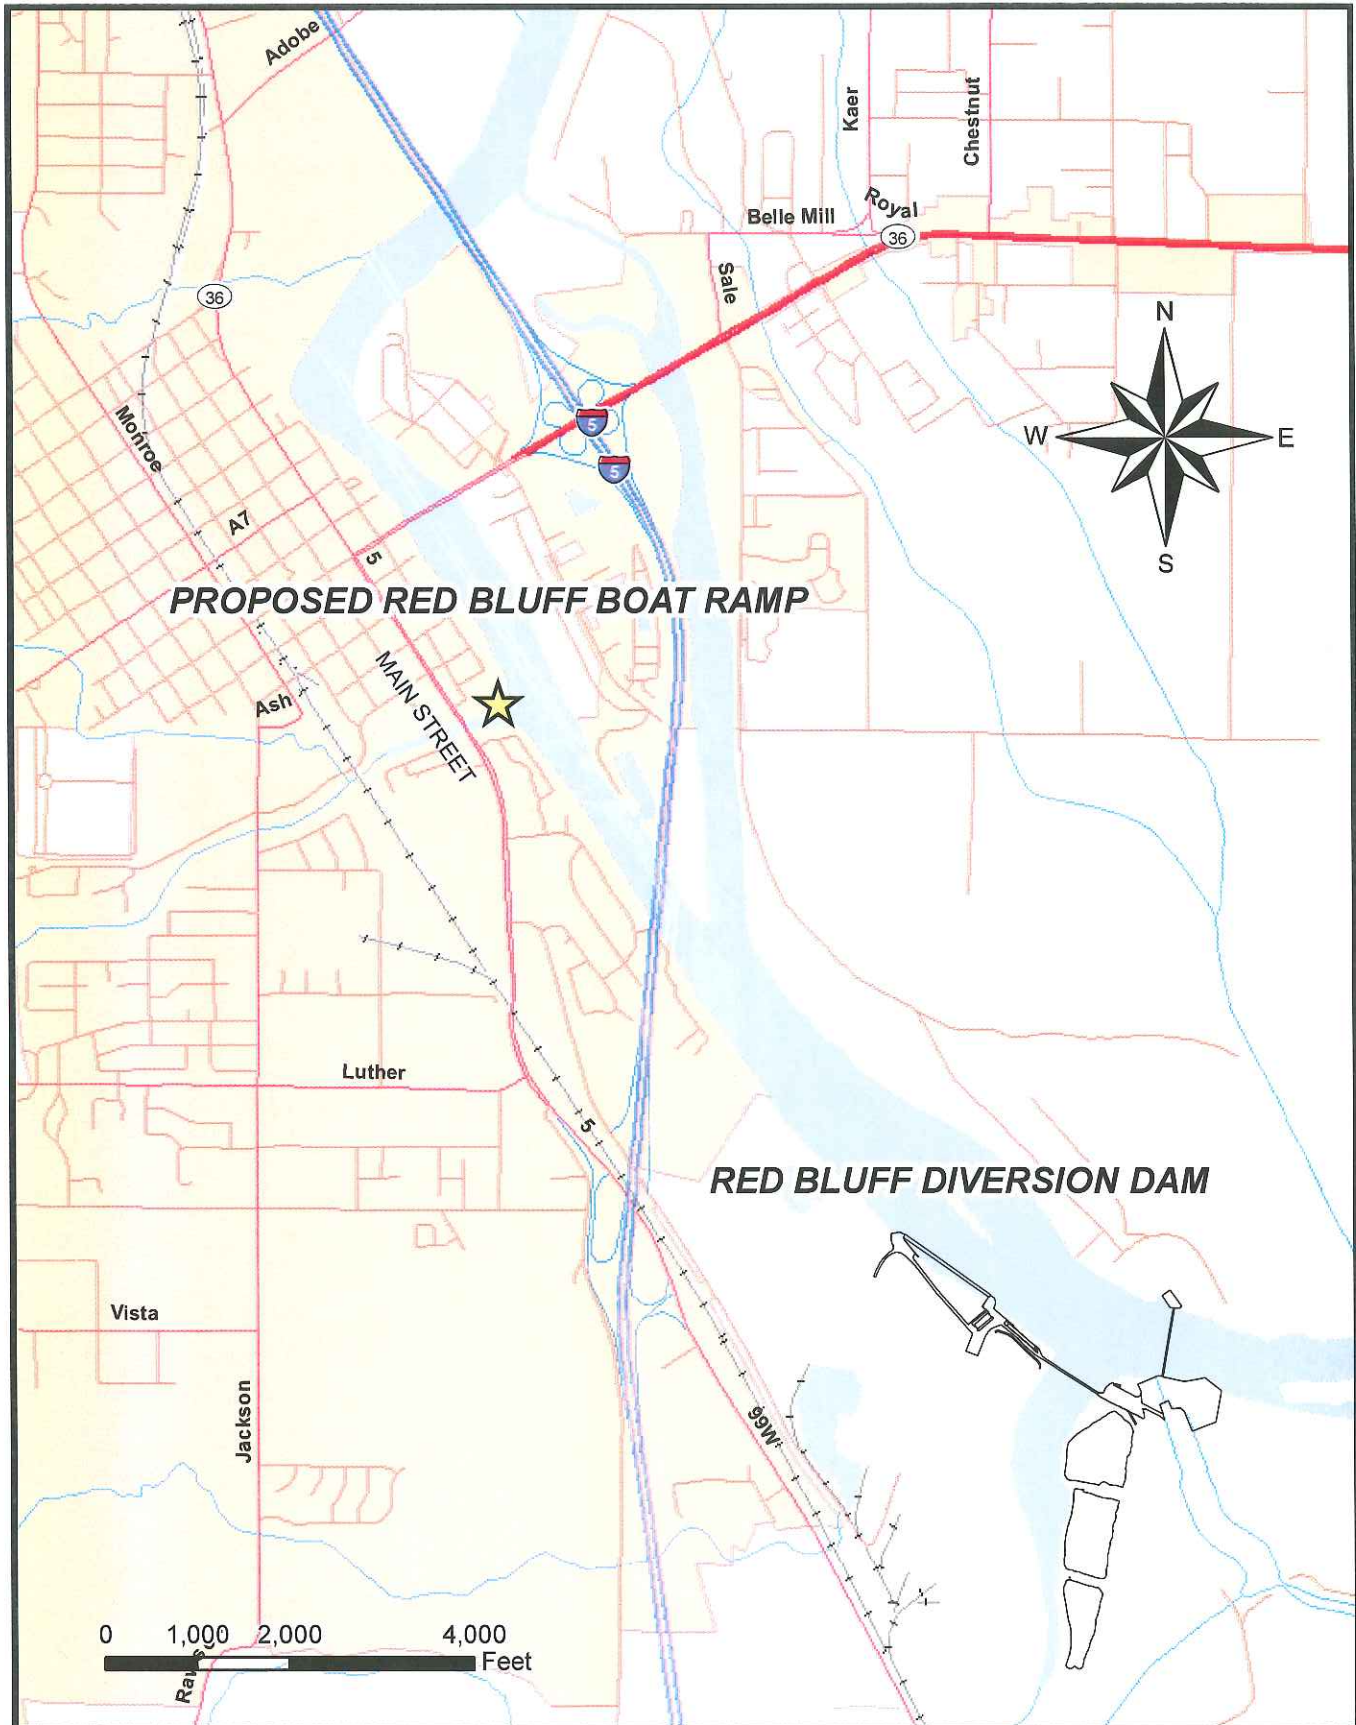 Adobe
Kaer
Chestnut
Royal
Belle Mill
36
Sale
36
N
W E
S
5
5
Monroe
A7
5
PROPOSED RED BLUFF BOAT RAMP
MAIN STREET
Ash
Luther
5
RED BLUFF DIVERSION DAM
Vista
Jackson
99W
0 1,000 2,000 4,000
Feet